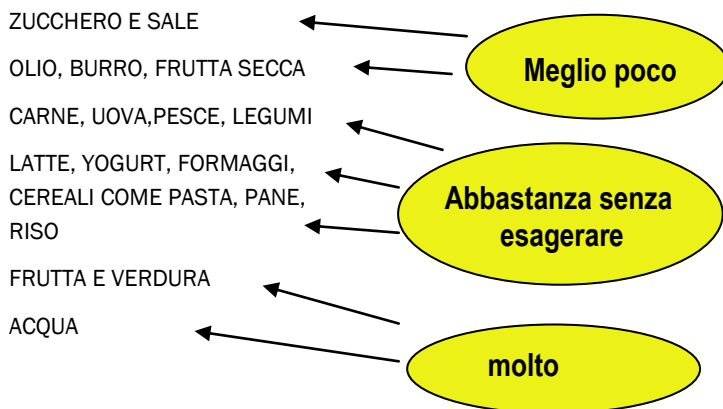 ZUCCHERO E SALE
OLIO, BURRO, FRUTTA SECCA
Meglio poco
CARNE, UOVA,PESCE, LEGUMI
LATTE, YOGURT, FORMAGGI,
CEREALI COME PASTA, PANE,
RISO
Abbastanza senza
esagerare
FRUTTA E VERDURA
ACQUA
molto